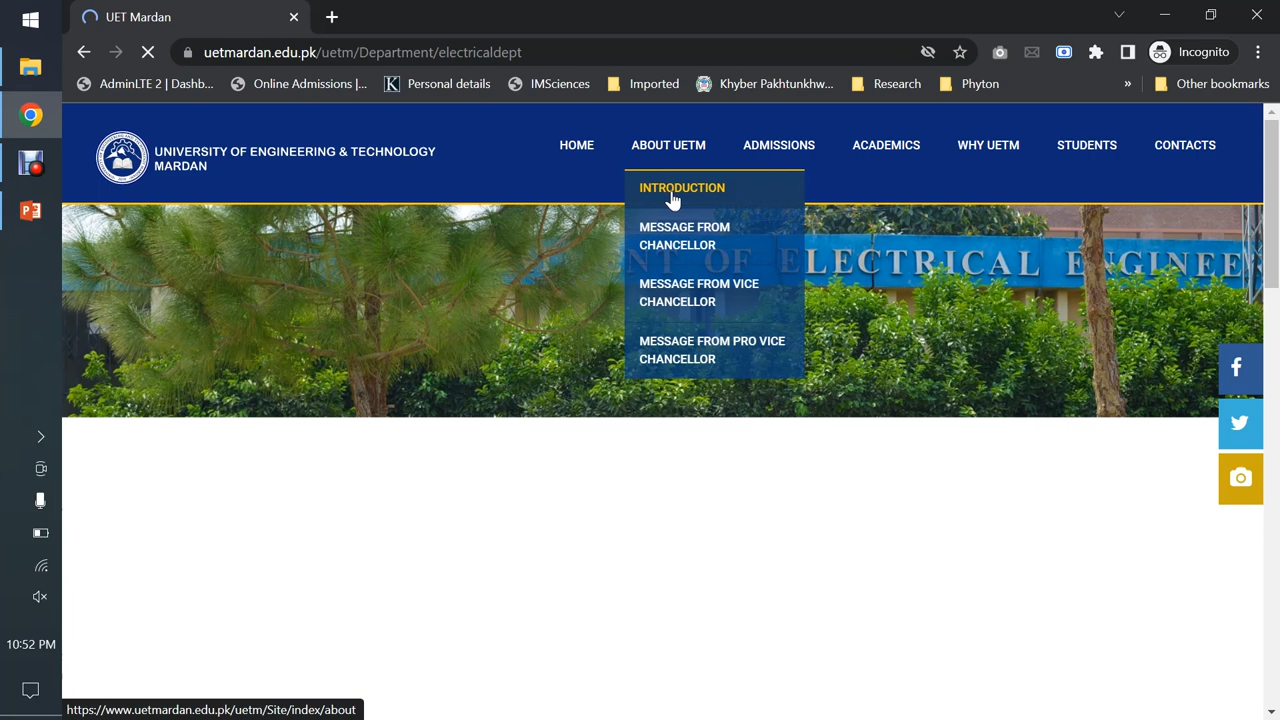 UET Mardan
uetmardan.edu.pk/uetm/Department/electricaldept
Incognito
AdminLTE 2 | Dashb...
Online Admissions |...
Personal details
IMSciences
Imported
Khyber Pakhtunkhw...
Research
Phyton
»
Other bookmarks
UNIVERSITY OF ENGINEERING & TECHNOLOGY
MARDAN
HOME
ABOUT UETM
ADMISSIONS
ACADEMICS
WHY UETM
STUDENTS
CONTACTS
INTRODUCTION
MESSAGE FROM
CHANCELLOR
MESSAGE FROM VICE
CHANCELLOR
MESSAGE FROM PRO VICE
CHANCELLOR
OF ELECTRICAL ENGINEE
10:52 PM
https://www.uetmardan.edu.pk/uetm/Site/index/about